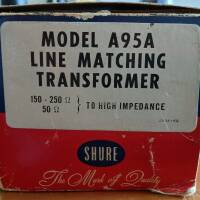 MODEL A95A
LINE MATCHING
TRANSFORMER
150 - 250 Ω
50 Ω } TO HIGH IMPEDANCE
SHURE
The Mark of Quality